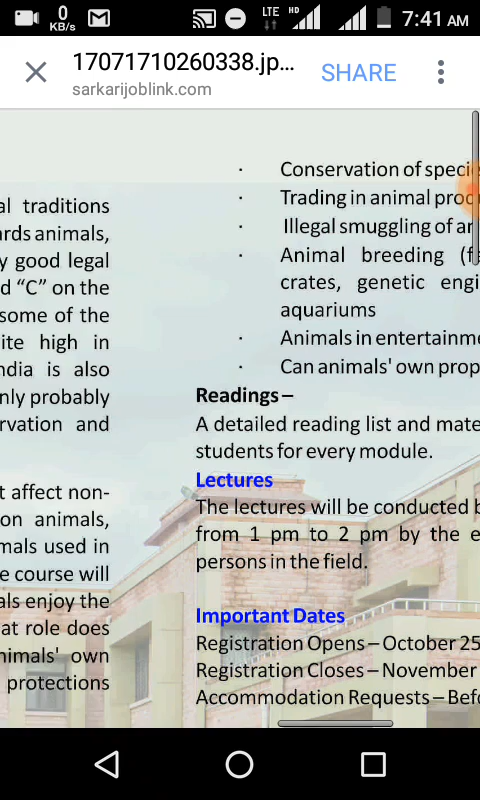 0
KB/s
LTE
HD
7:41 AM
17071710260338.jp...
sarkarijoblink.com
SHARE
al traditions
ards animals,
y good legal
d “C” on the
some of the
ite high in
ndia is also
nly probably
rvation and
t affect non-
on animals,
mals used in
e course will
als enjoy the
at role does
nimals' own
protections
· Conservation of speci
· Trading in animal prod
· Illegal smuggling of an
· Animal breeding (fa
crates, genetic engi
aquariums
· Animals in entertainme
· Can animals' own prop
Readings –
A detailed reading list and mate
students for every module.
Lectures
The lectures will be conducted b
from 1 pm to 2 pm by the e
persons in the field.
Important Dates
Registration Opens – October 25
Registration Closes – November
Accommodation Requests – Befo